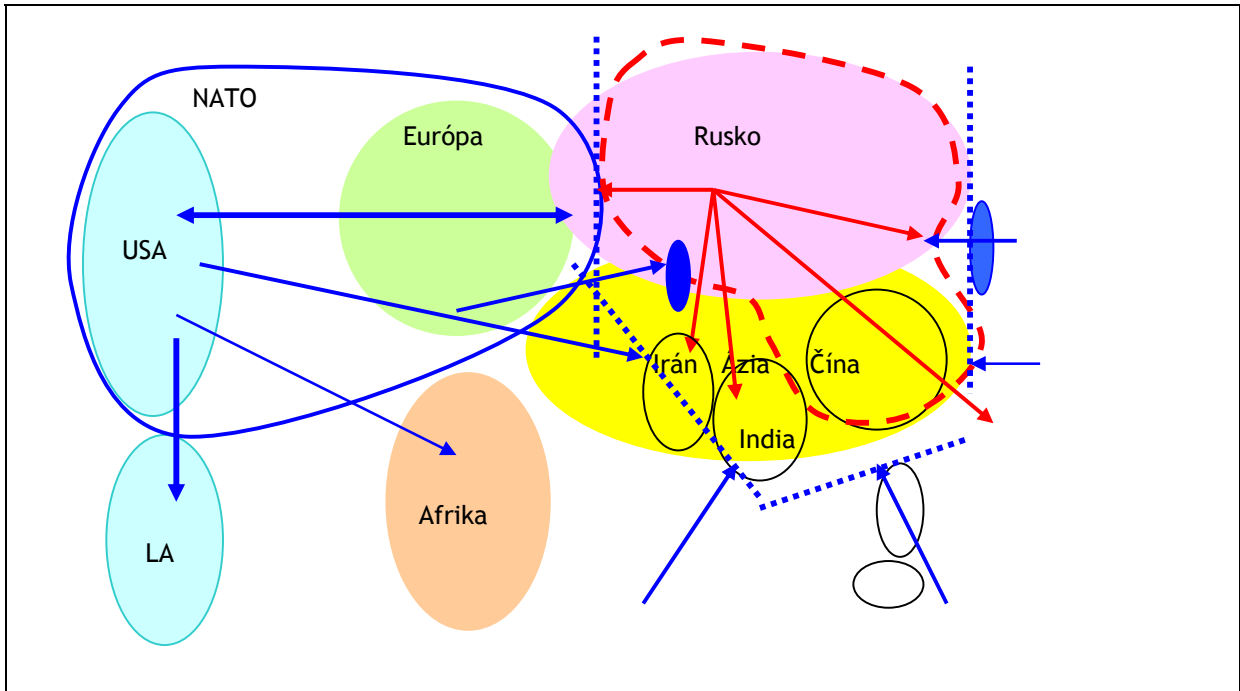 NATO
Európa
Rusko
USA
Irán
Ázia
Čína
India
Afrika
LA